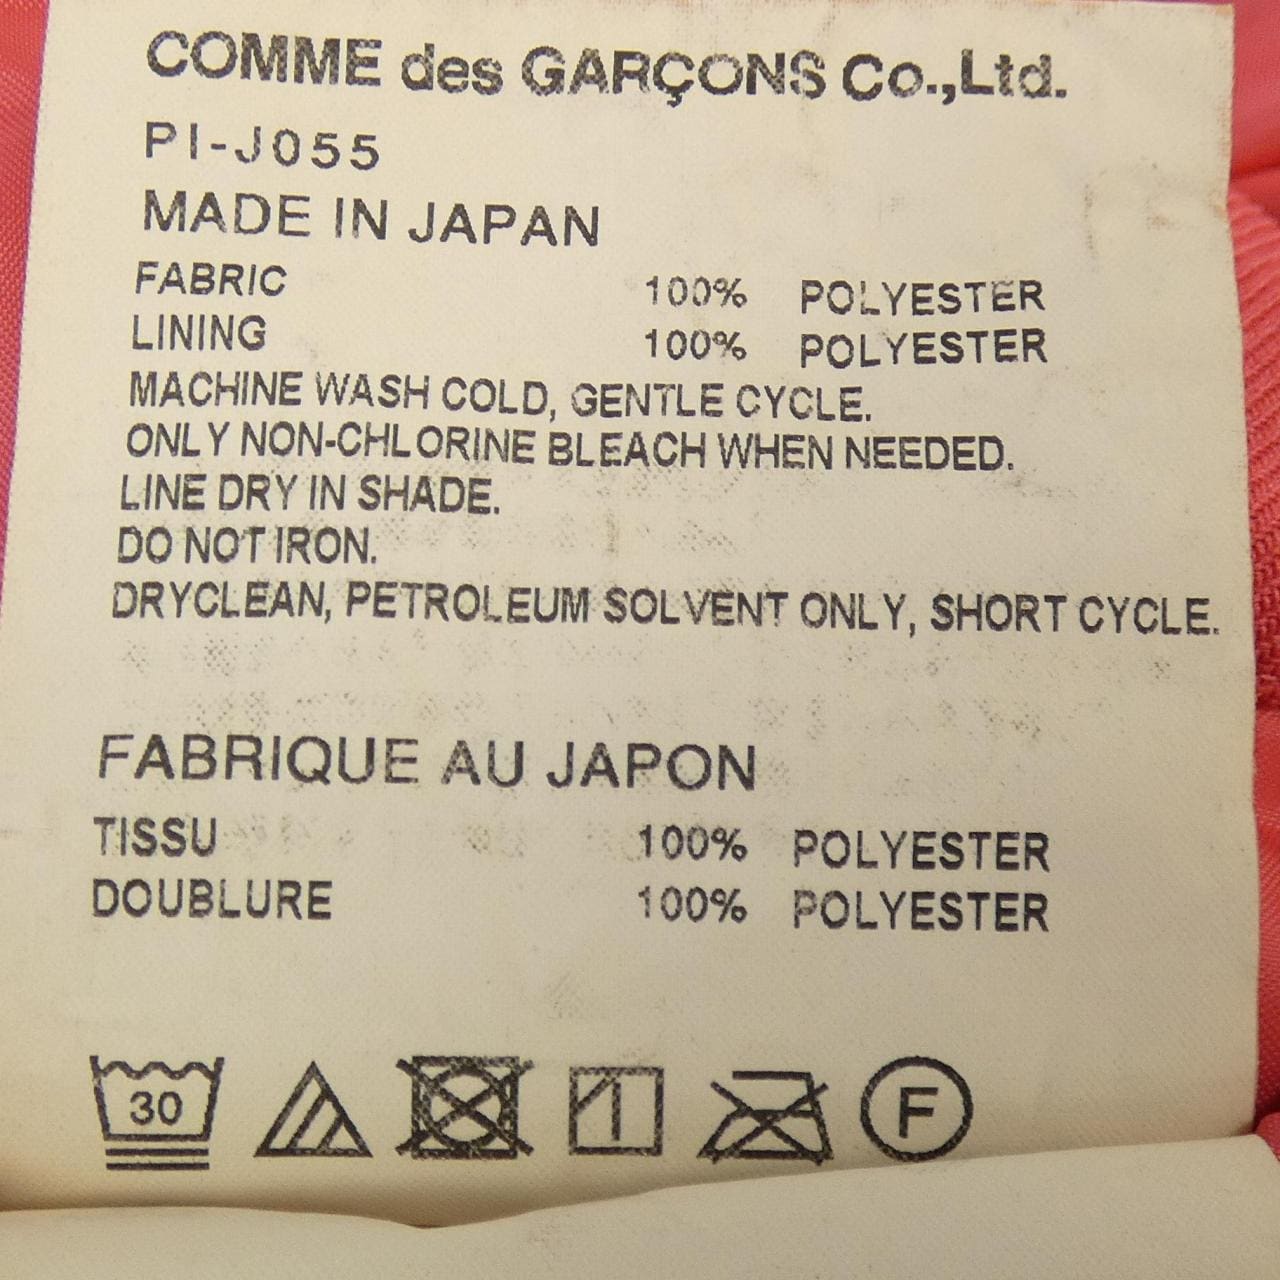 COMME des GARÇONS Co.,Ltd.
PI-J055
MADE IN JAPAN
FABRIC 100% POLYESTER
LINING 100% POLYESTER
MACHINE WASH COLD, GENTLE CYCLE.
ONLY NON-CHLORINE BLEACH WHEN NEEDED.
LINE DRY IN SHADE.
DO NOT IRON.
DRYCLEAN, PETROLEUM SOLVENT ONLY, SHORT CYCLE.
FABRIQUE AU JAPON
TISSU 100% POLYESTER
DOUBLURE 100% POLYESTER
30 F